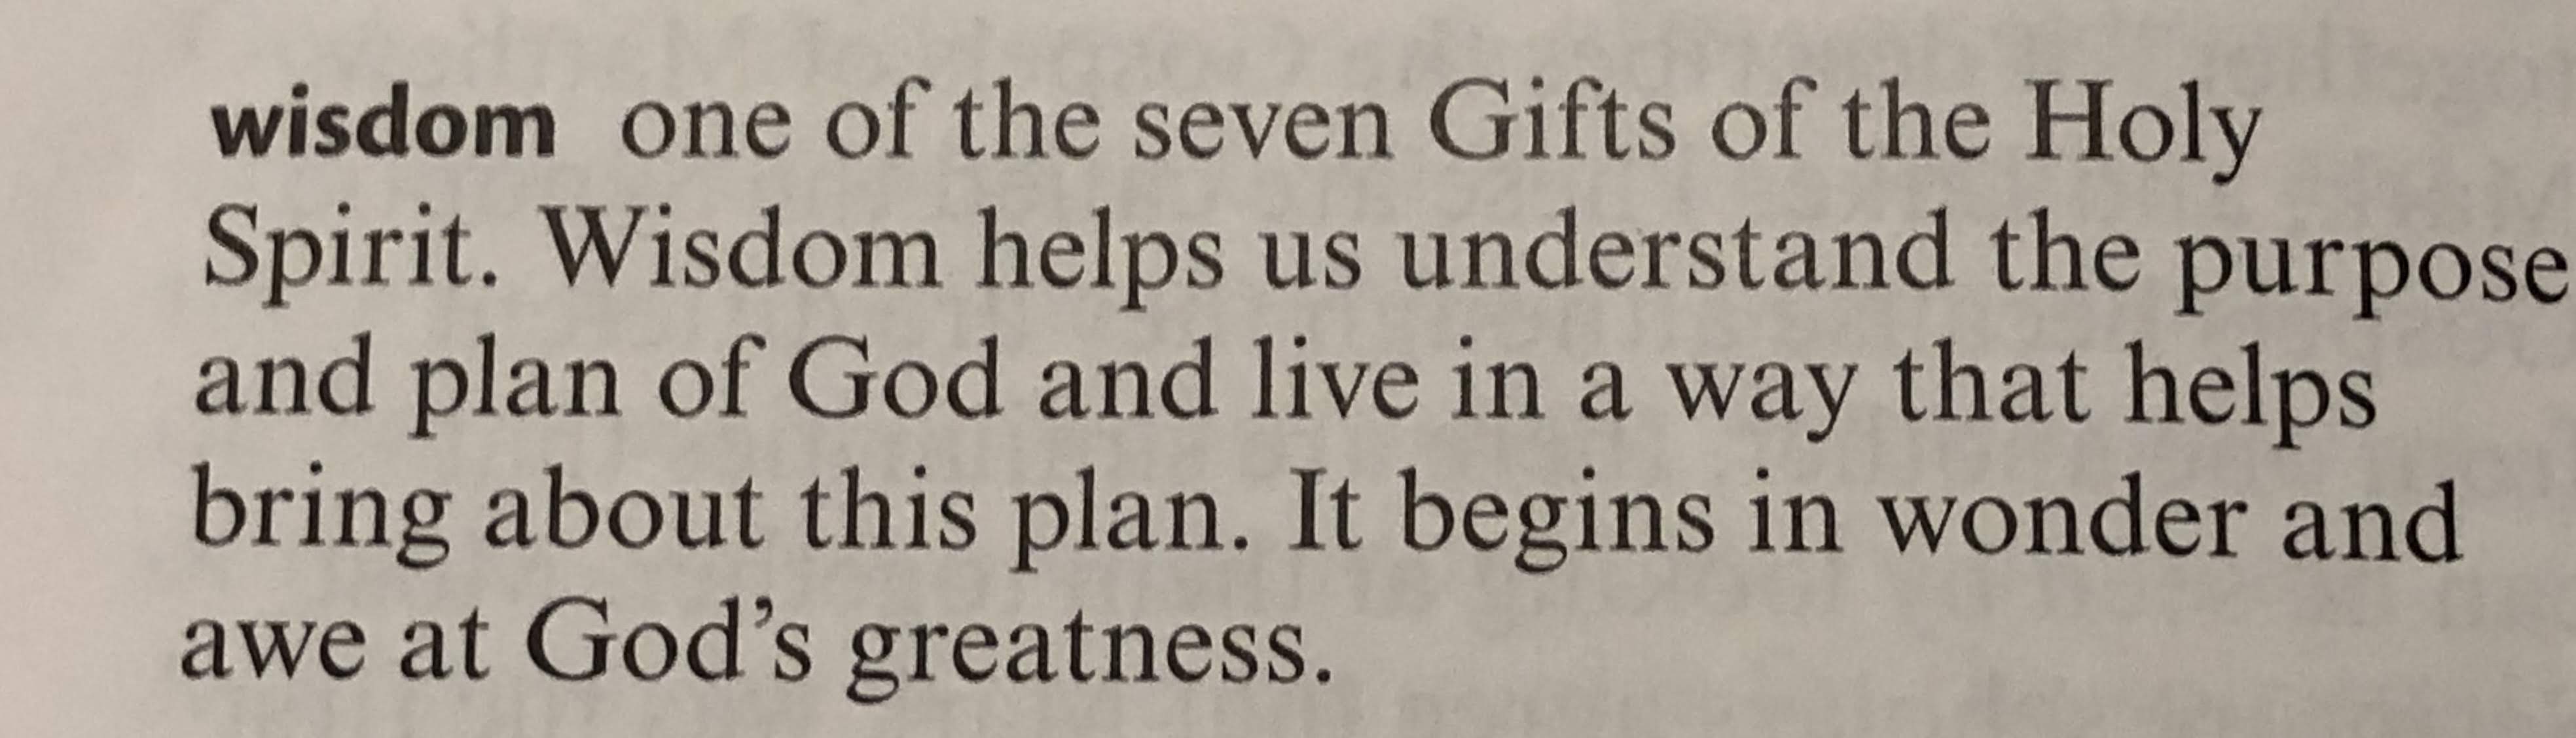 wisdom one of the seven Gifts of the Holy
Spirit. Wisdom helps us understand the purpose
and plan of God and live in a way that helps
bring about this plan. It begins in wonder and
awe at God’s greatness.